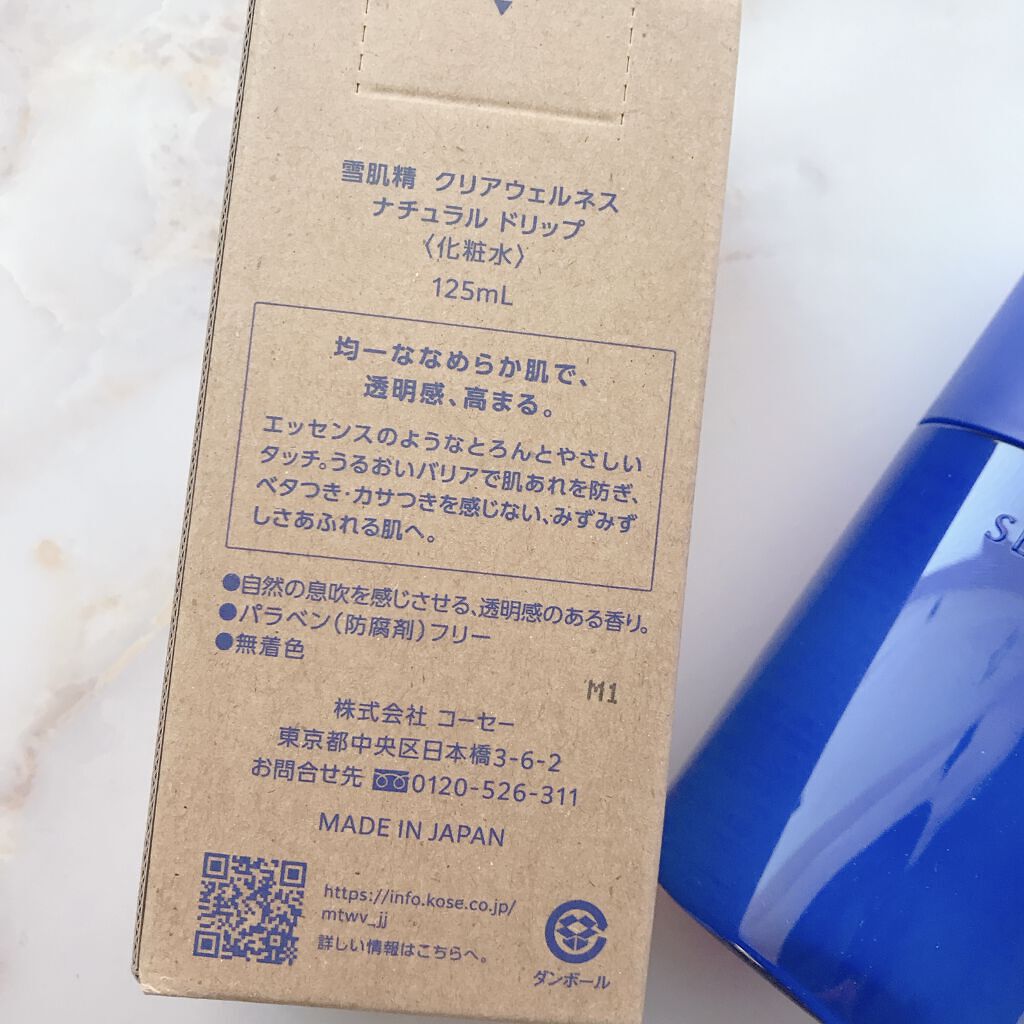 雪肌精 クリアウェルネス
ナチュラル ドリップ
〈化粧水〉
125mL
均一ななめらか肌で、
透明感、高まる。
エッセンスのようなとろんとやさしい
タッチ。うるおいバリアで肌あれを防ぎ、
ベタつき・カサつきを感じない、みずみず
しさあふれる肌へ。
●自然の息吹を感じさせる、透明感のある香り。
●パラベン(防腐剤)フリー
●無着色
M1
株式会社 コーセー
東京都中央区日本橋3-6-2
お問合せ先 0120-526-311
MADE IN JAPAN
https://info.kose.co.jp/
mtwv_jj
詳しい情報はこちらへ。
ダンボール